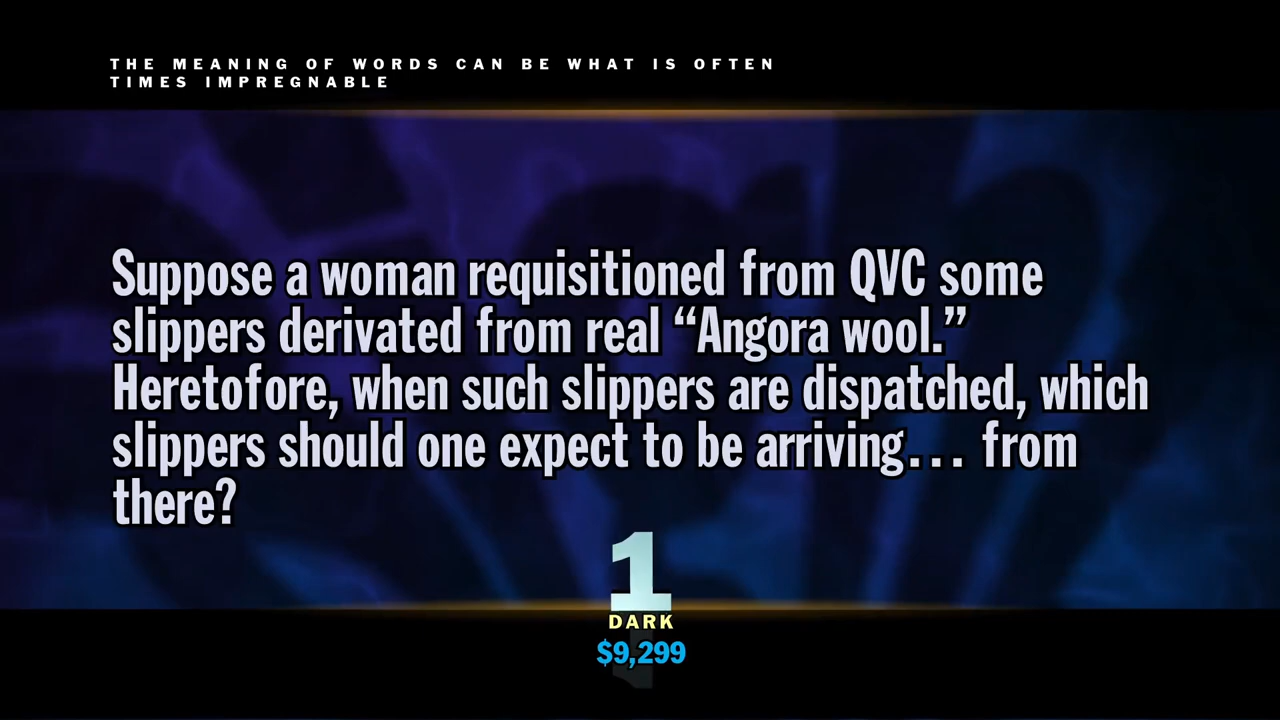 THE MEANING OF WORDS CAN BE WHAT IS OFTEN
TIMES IMPREGNABLE
Suppose a woman requisitioned from QVC some
slippers derivated from real “Angora wool.”
Heretofore, when such slippers are dispatched, which
slippers should one expect to be arriving... from
there?
1
DARK
$9,299